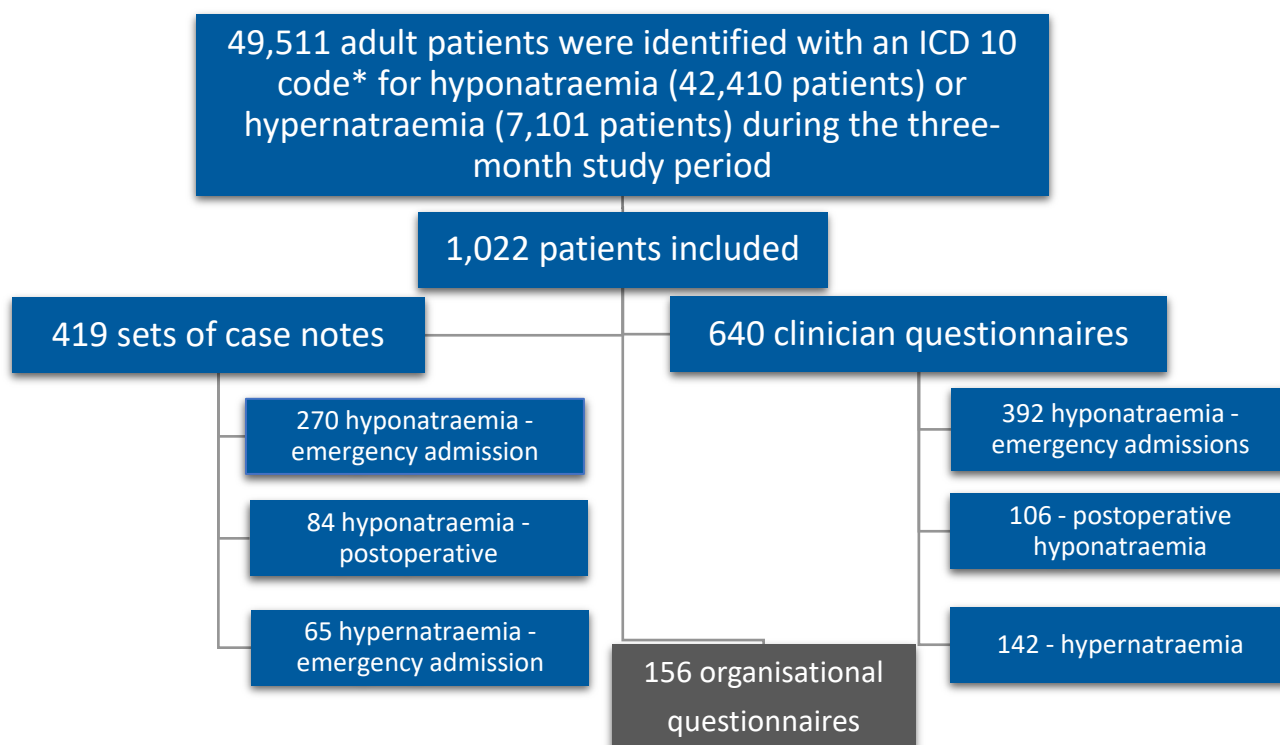 49,511 adult patients were identified with an ICD 10
code* for hyponatraemia (42,410 patients) or
hypernatraemia (7,101 patients) during the three-
month study period
1,022 patients included
419 sets of case notes
640 clinician questionnaires
270 hyponatraemia -
emergency admission
84 hyponatraemia -
postoperative
65 hypernatraemia -
emergency admission
392 hyponatraemia -
emergency admissions
106 - postoperative
hyponatraemia
142 - hypernatraemia
156 organisational
questionnaires